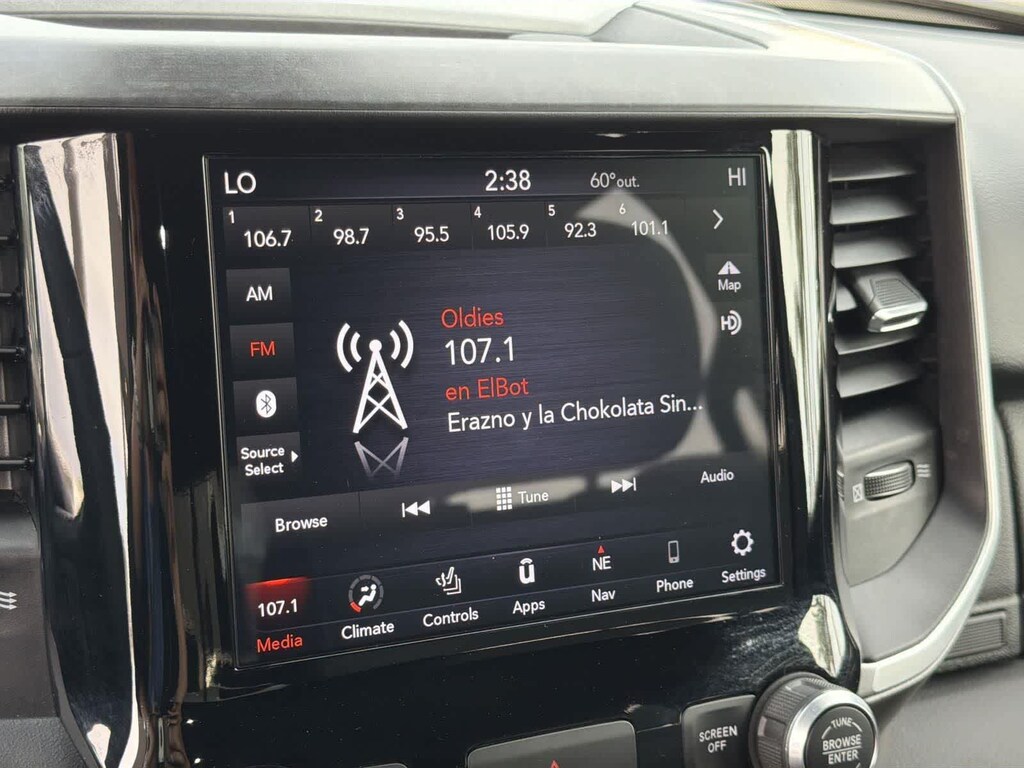 LO 2:38 60° out. HI
1 2 3 4 5 6
106.7 98.7 95.5 105.9 92.3 101.1
AM
Map
Oldies
FM
107.1
HD
en ElBot
Erazno y la Chokolata Sin...
Source
Select
Browse
Tune
Audio
107.1
NE
Media
Climate
Controls
Apps
Nav
Phone
Settings
SCREEN
OFF
TUNE
BROWSE
ENTER